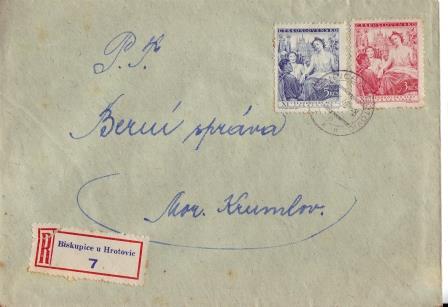 P. K
ČESKOSLOVENSKO
ČESKOSLOVENSKO
Berní správa
Mor. Krumlov.
R
Biskupice u Hrotovic
7